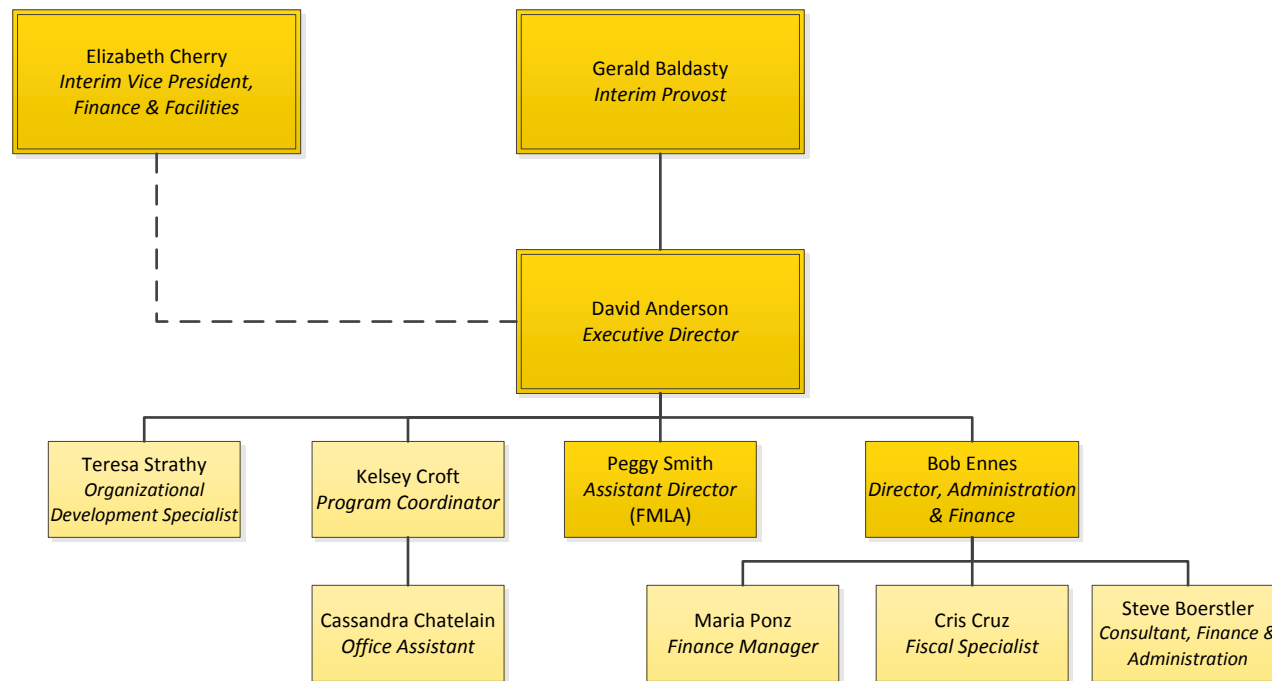 Elizabeth Cherry
Interim Vice President,
Finance & Facilities
Gerald Baldasty
Interim Provost
David Anderson
Executive Director
Teresa Strathy
Organizational
Development Specialist
Kelsey Croft
Program Coordinator
Peggy Smith
Assistant Director
(FMLA)
Bob Ennes
Director, Administration
& Finance
Cassandra Chatelain
Office Assistant
Maria Ponz
Finance Manager
Cris Cruz
Fiscal Specialist
Steve Boerstler
Consultant, Finance &
Administration